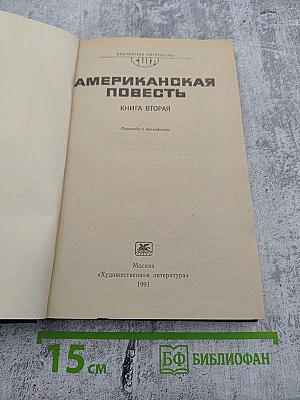 БИБЛИОТЕКА ЛИТЕРАТУРЫ
США
АМЕРИКАНСКАЯ
ПОВЕСТЬ
КНИГА ВТОРАЯ
Переводы с английского
Москва
«Художественная литература»
1991
15 см
БФ БИБЛИОФАН